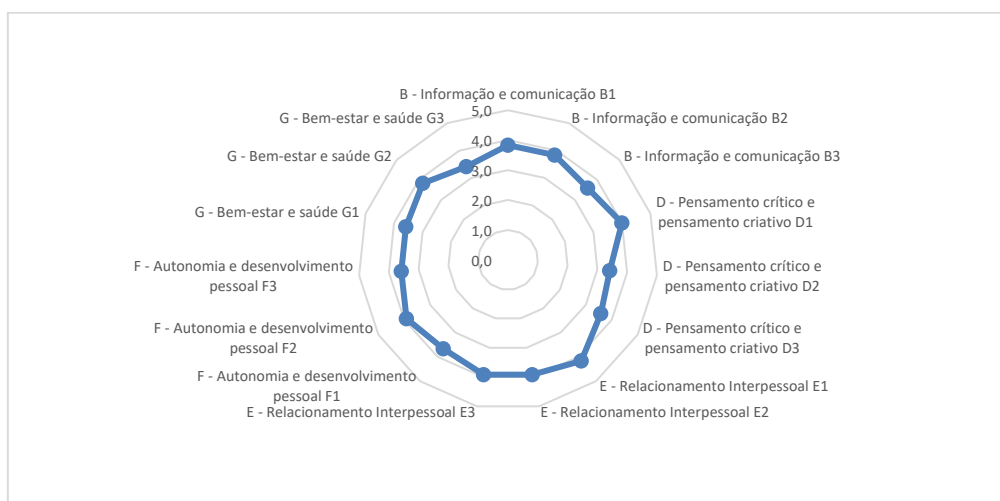 B - Informação e comunicação B1
B - Informação e comunicação B2
B - Informação e comunicação B3
D - Pensamento crítico e
pensamento criativo D1
D - Pensamento crítico e
pensamento criativo D2
D - Pensamento crítico e
pensamento criativo D3
E - Relacionamento Interpessoal E1
E - Relacionamento Interpessoal E2
E - Relacionamento Interpessoal E3
F - Autonomia e desenvolvimento
pessoal F1
F - Autonomia e desenvolvimento
pessoal F2
F - Autonomia e desenvolvimento
pessoal F3
G - Bem-estar e saúde G1
G - Bem-estar e saúde G2
G - Bem-estar e saúde G3
5,0
4,0
3,0
2,0
1,0
0,0